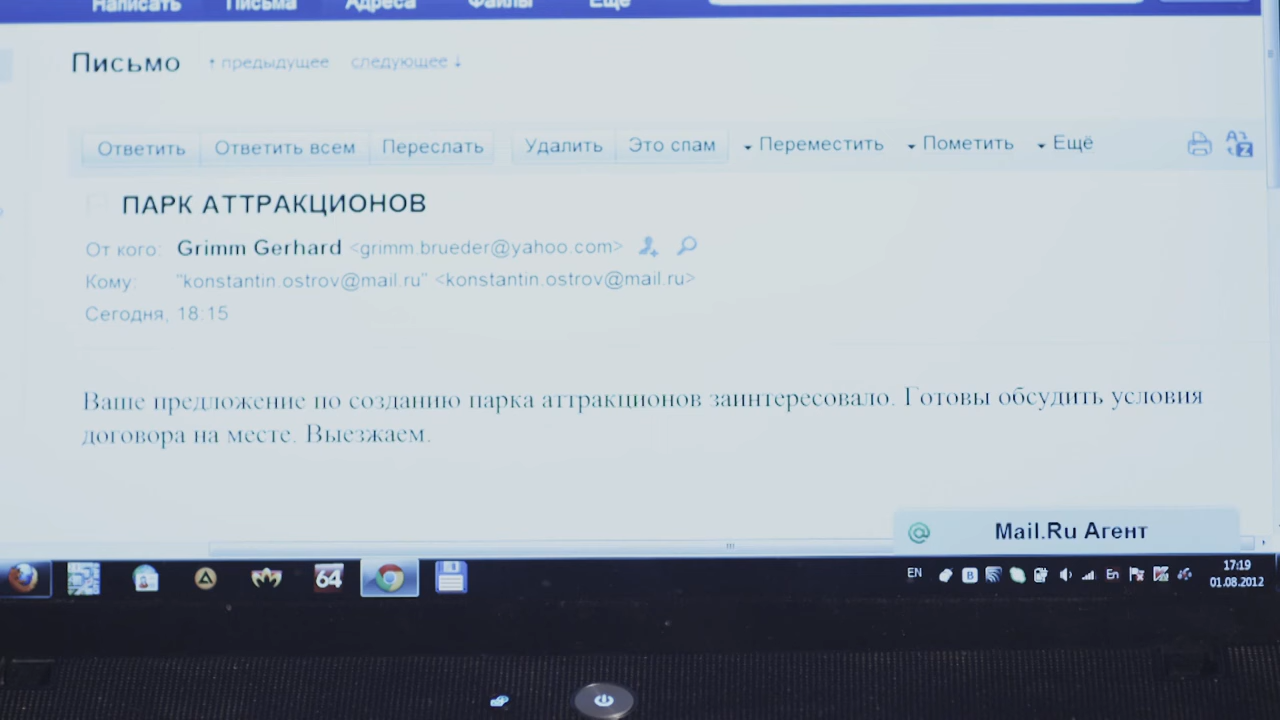 Написать Письма Адреса Файлы Ещё
Письмо ↑ предыдущее следующее ↓
Ответить Ответить всем Переслать Удалить Это спам Переместить Пометить Ещё
ПАРК АТТРАКЦИОНОВ
От кого: Grimm Gerhard <grimm.brueder@yahoo.com>
Кому: "konstantin.ostrov@mail.ru" <konstantin.ostrov@mail.ru>
Сегодня, 18:15
Ваше предложение по созданию парка аттракционов заинтересовало. Готовы обсудить условия
договора на месте. Выезжаем.
@ Mail.Ru Агент
64 EN B En 17:19
01.08.2012